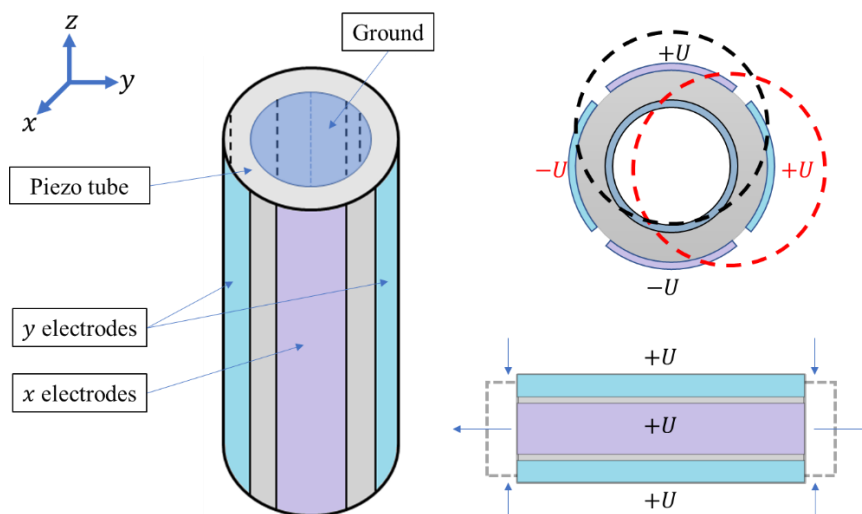 z
y
x
Ground
Piezo tube
y electrodes
x electrodes
+U
-U
+U
-U
+U
+U
+U